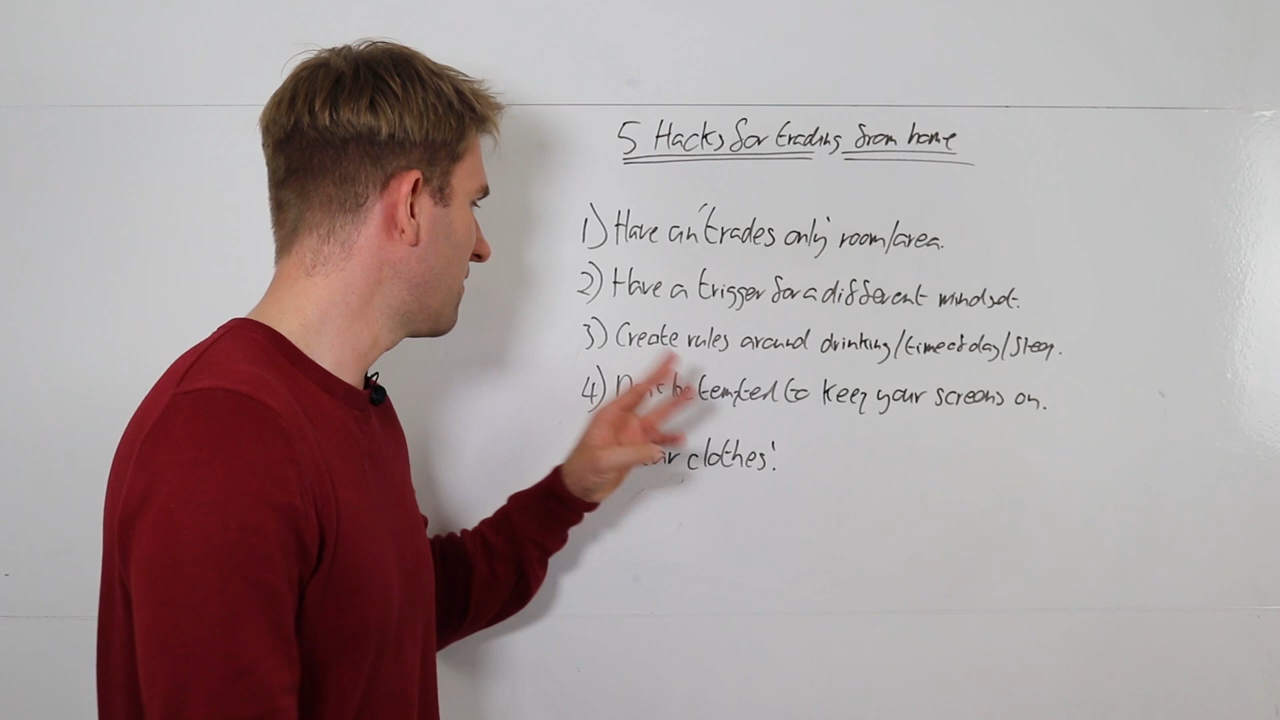 5 Hacks for trading from home
1) Have an 'trades only' room/area.
2) Have a trigger for a different mindset.
3) Create rules around drinking/time of day/sleep.
4) be tempted to keep your screens on.
clothes!